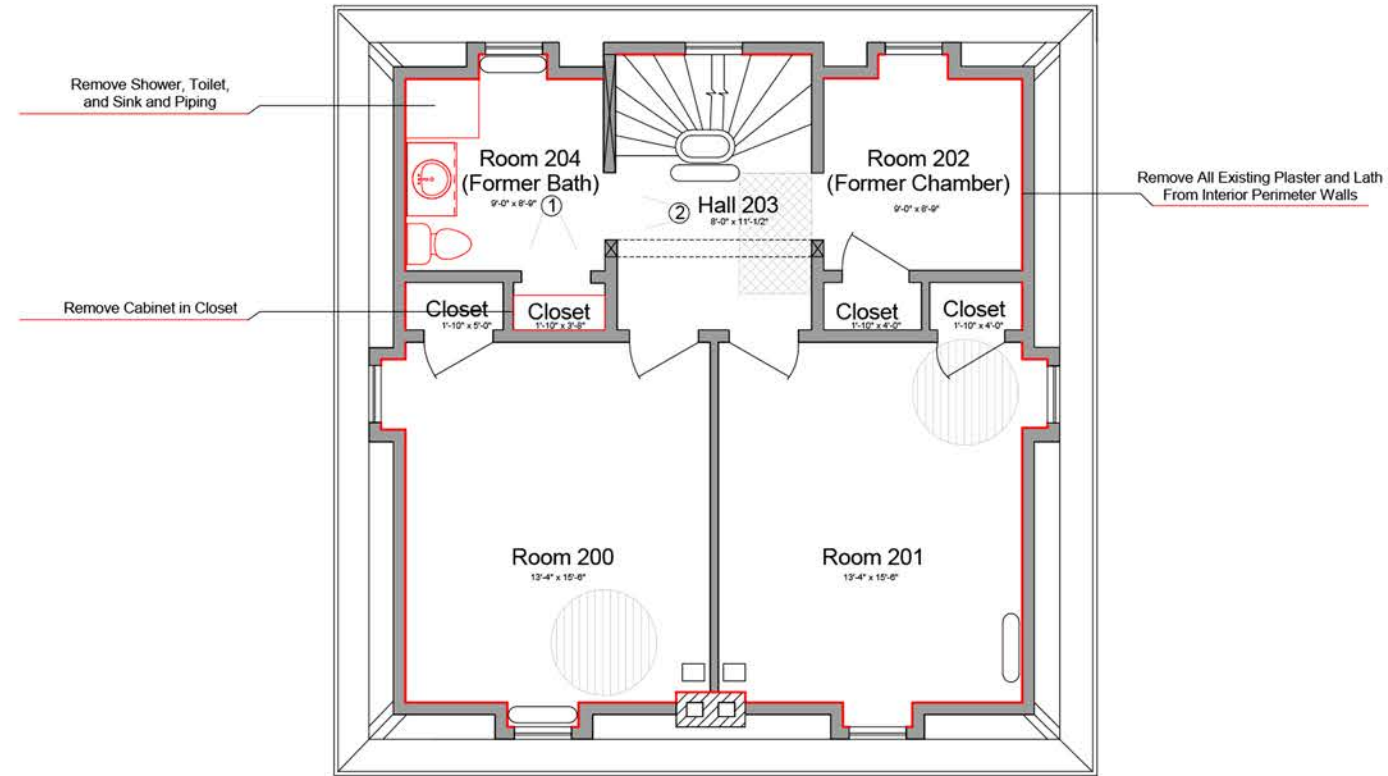 Remove Shower, Toilet,
and Sink and Piping
Room 204
(Former Bath)
9'-0" x 8'-9"
①
②
Hall 203
8'-0" x 11'-1/2"
Room 202
(Former Chamber)
9'-0" x 8'-9"
Remove All Existing Plaster and Lath
From Interior Perimeter Walls
Remove Cabinet in Closet
Closet
1'-10" x 5'-0"
Closet
1'-10" x 3'-8"
Closet
1'-10" x 4'-0"
Closet
1'-10" x 4'-0"
Room 200
13'-4" x 15'-6"
Room 201
13'-4" x 15'-6"